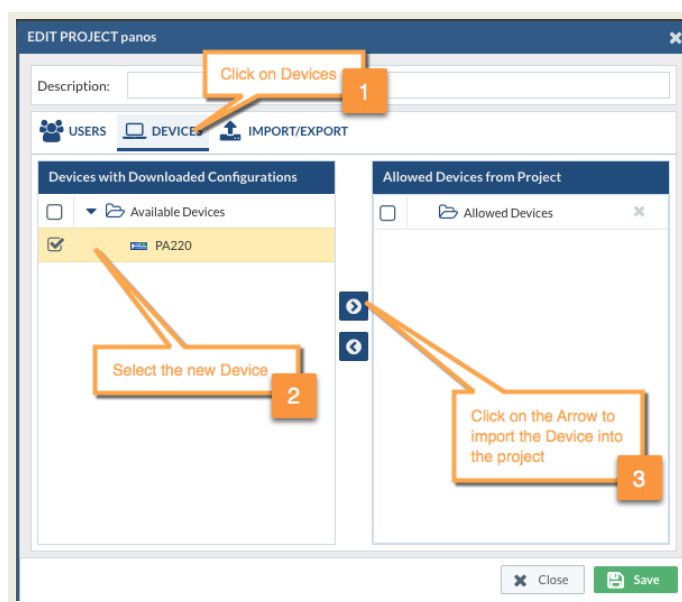 EDIT PROJECT panos
Description:
Click on Devices
1
USERS
DEVICES
IMPORT/EXPORT
Devices with Downloaded Configurations
Allowed Devices from Project
Available Devices
Allowed Devices
PA220
Select the new Device
2
Click on the Arrow to
import the Device into
the project
3
Close
Save